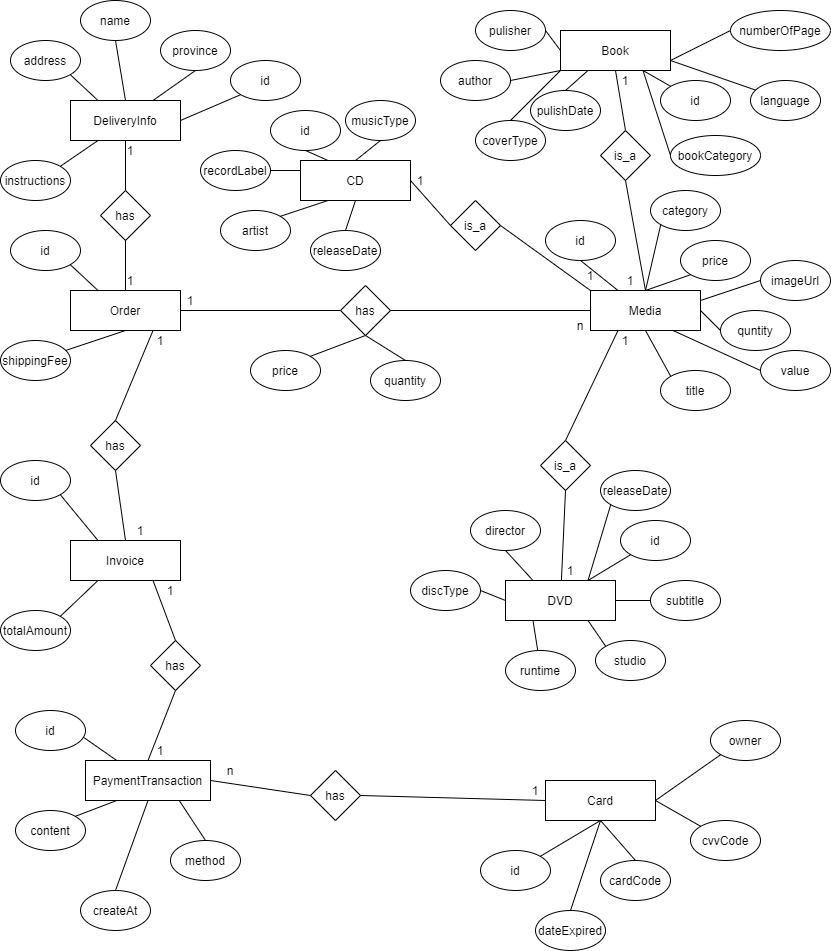 name
address
province
id
DeliveryInfo
1
instructions
has
id
1
Order
1
1
shippingFee
has
price
quantity
n
id
musicType
recordLabel
CD
1
artist
releaseDate
is_a
1
pulisher
Book
numberOfPage
author
1
pulishDate
id
language
coverType
bookCategory
is_a
category
id
price
1
imageUrl
Media
quntity
1
value
title
has
is_a
id
1
Invoice
1
totalAmount
releaseDate
director
id
1
discType
DVD
subtitle
runtime
studio
has
id
1
PaymentTransaction
n
content
method
createAt
has
1
Card
owner
cvvCode
id
cardCode
dateExpired